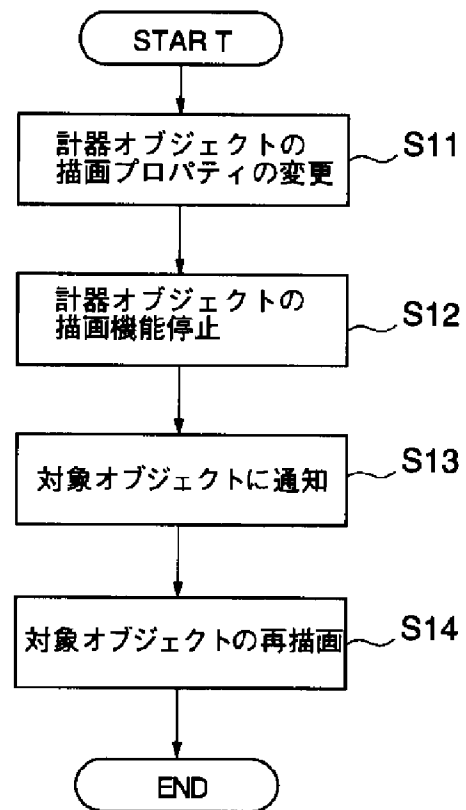 START
計器オブジェクトの
描画プロパティの変更
S11
計器オブジェクトの
描画機能停止
S12
対象オブジェクトに通知
S13
対象オブジェクトの再描画
S14
END